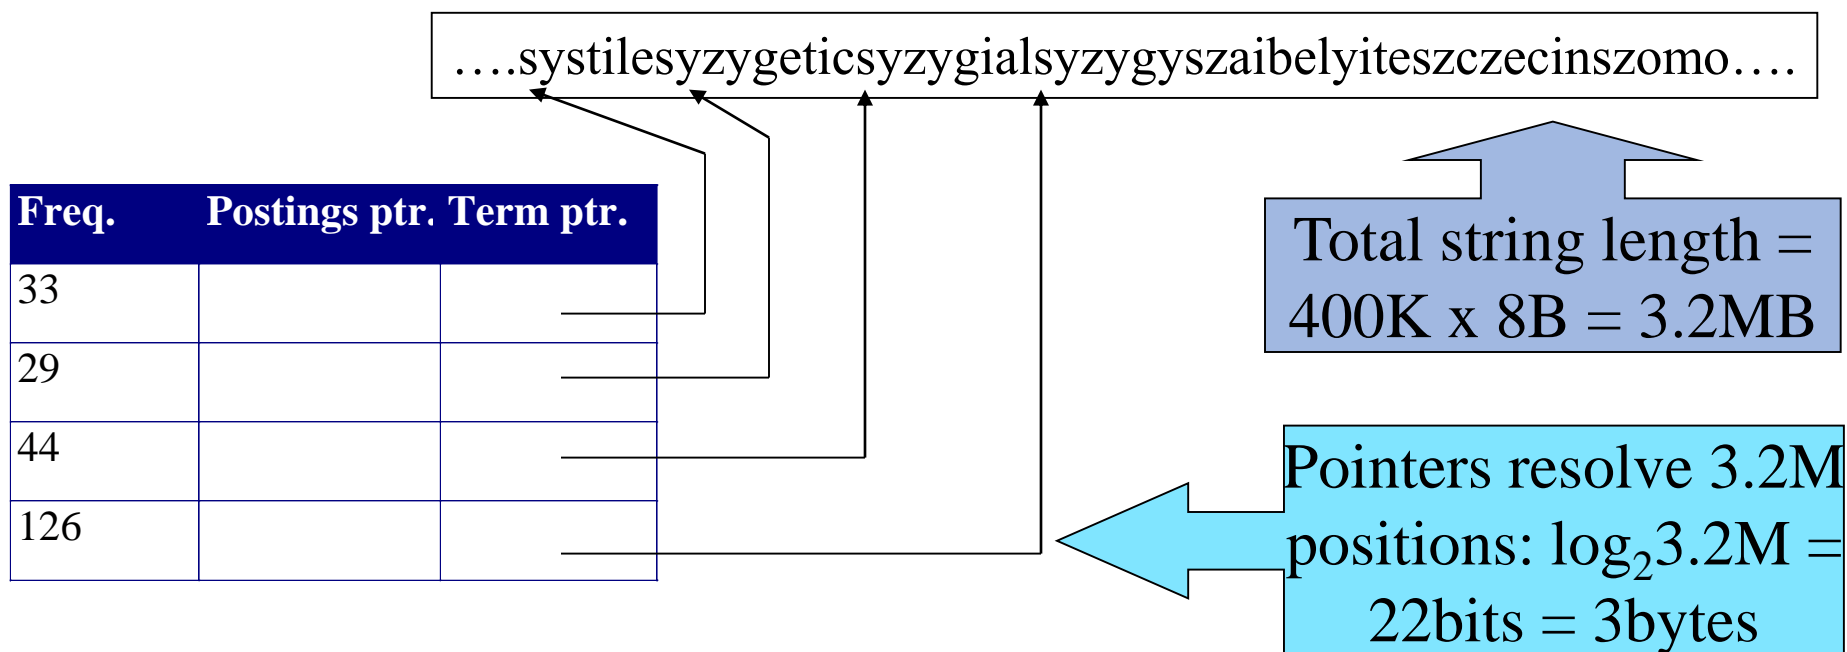 ….systilesyzygeticsyzygialsyzygyszaibelyiteszczecinszomo….
Freq. Postings ptr. Term ptr.
33
29
44
126
Total string length =
400K x 8B = 3.2MB
Pointers resolve 3.2M
positions: log₂3.2M =
22bits = 3bytes